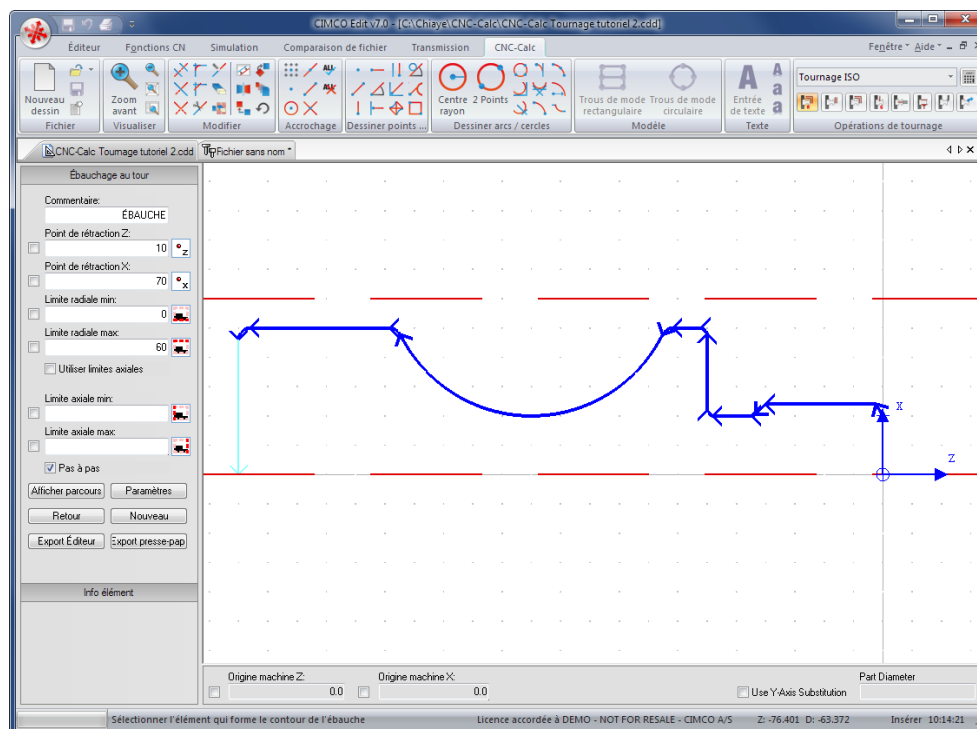 CIMCO Edit v7.0 - [C:\Chiaye\CNC-Calc\CNC-Calc Tournage tutoriel 2.cdd]
Éditeur Fonctions CN Simulation Comparaison de fichier Transmission CNC-Calc Fenêtre Aide
Nouveau dessin
Zoom avant
Centre rayon
2 Points
Trous de mode rectangulaire
Trous de mode circulaire
A
Entrée de texte
A
a
a
Tournage ISO
Fichier Visualiser Modifier Accrochage Dessiner points ... Dessiner arcs / cercles Modèle Texte Opérations de tournage
CNC-Calc Tournage tutoriel 2.cdd Fichier sans nom *
Ébauchage au tour
Commentaire:
ÉBAUCHE
Point de rétraction Z:
10 z
Point de rétraction X:
70 x
Limite radiale min:
0
Limite radiale max:
60
Utiliser limites axiales
Limite axiale min:
Limite axiale max:
Pas à pas
Afficher parcours Paramètres
Retour Nouveau
Export Éditeur Export presse-pap
Info élément
X
Z
Origine machine Z: Origine machine X: Part Diameter
0.0 0.0 Use Y-Axis Substitution
Sélectionner l'élément qui forme le contour de l'ébauche Licence accordée à DEMO - NOT FOR RESALE - CIMCO A/S Z: -76.401 D: -63.372 Insérer 10:14:21